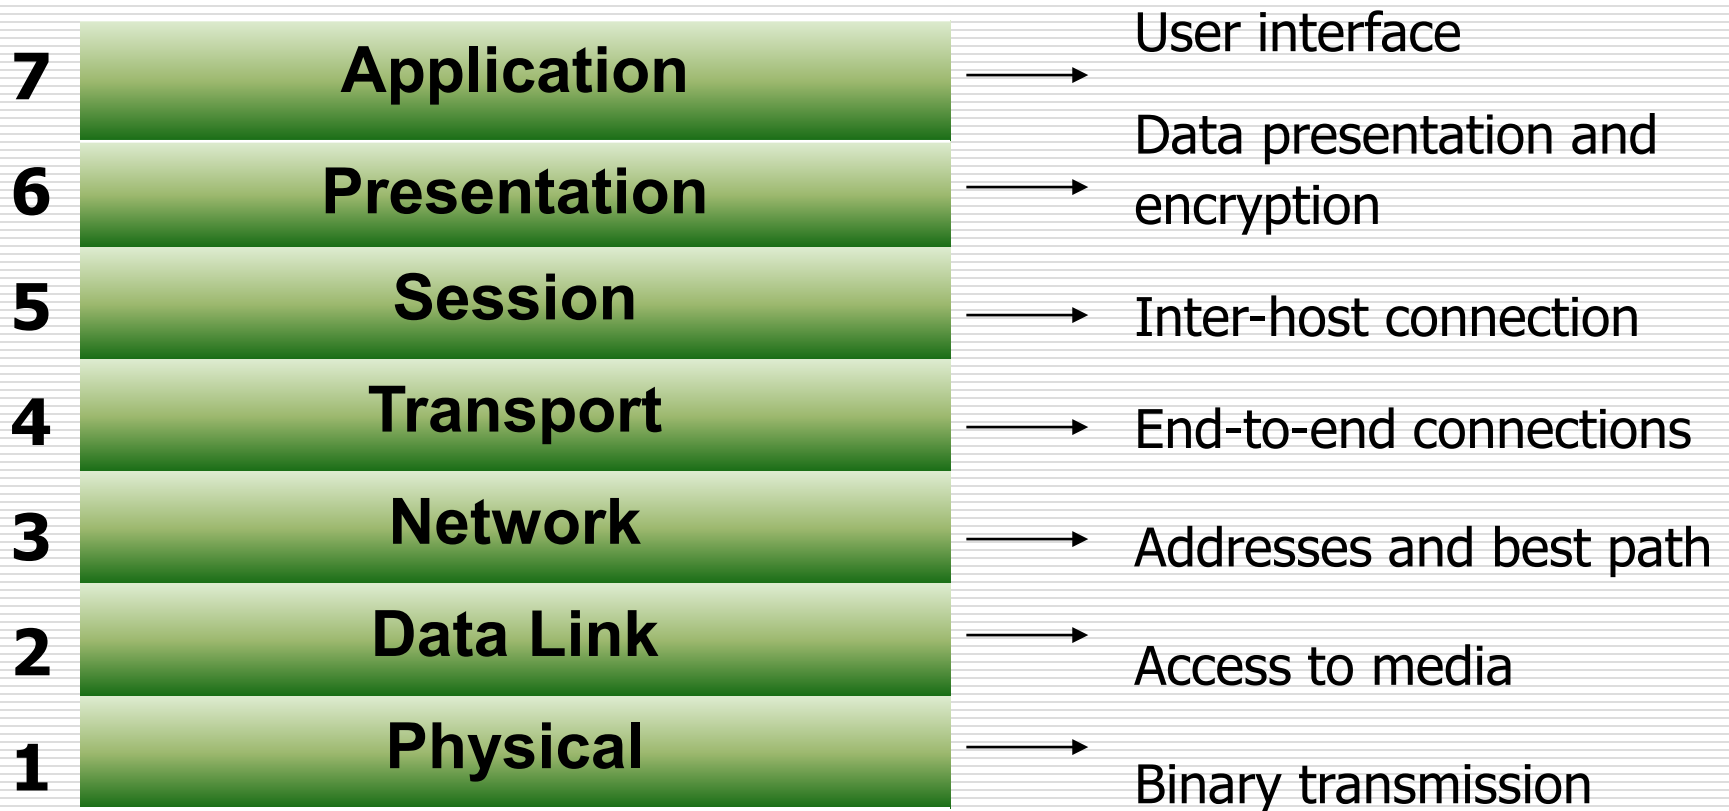 7 Application User interface
6 Presentation Data presentation and
encryption
5 Session Inter-host connection
4 Transport End-to-end connections
3 Network Addresses and best path
2 Data Link Access to media
1 Physical Binary transmission